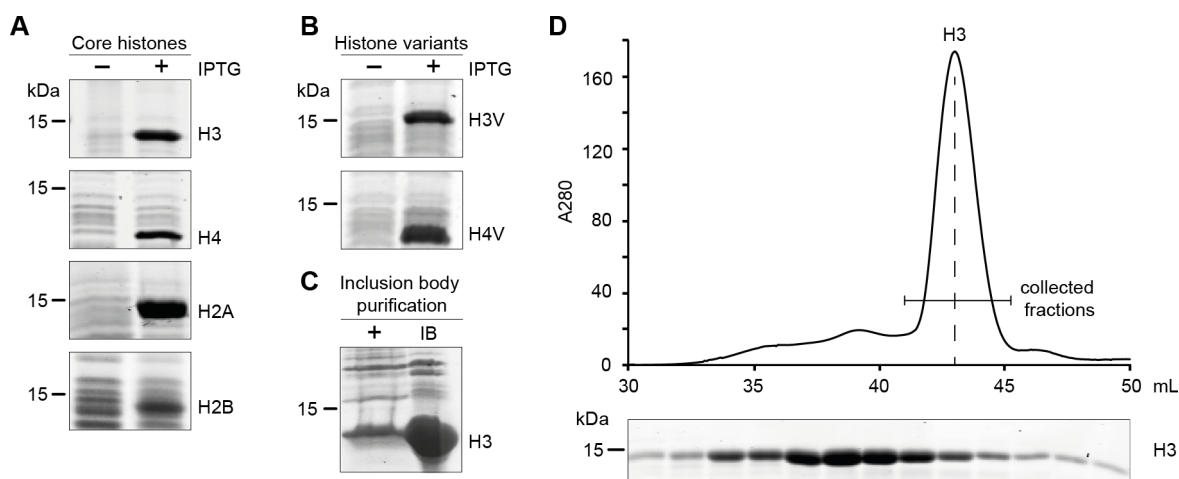 A
Core histones
– + IPTG
kDa
15
H3
15
H4
15
H2A
15
H2B
B
Histone variants
– + IPTG
kDa
15
H3V
15
H4V
C
Inclusion body
purification
+ IB
15
H3
D
H3
160
120
80
40
0
A280
collected
fractions
30 35 40 45 50 mL
kDa
15
H3